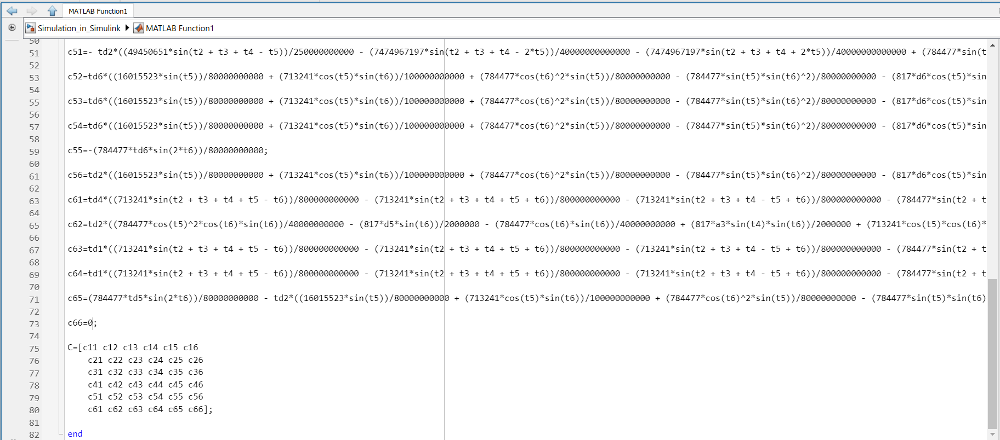 MATLAB Function1
Simulation_in_Simulink MATLAB Function1
50
51 c51=- td2*((49450651*sin(t2 + t3 + t4 - t5))/250000000000 - (7474967197*sin(t2 + t3 + t4 - 2*t5))/40000000000000 - (7474967197*sin(t2 + t3 + t4 + 2*t5))/40000000000000 + (784477*sin(t
52
53 c52=td6*((16015523*sin(t5))/80000000000 + (713241*cos(t5)*sin(t6))/100000000000 + (784477*cos(t6)^2*sin(t5))/80000000000 - (784477*sin(t5)*sin(t6)^2)/80000000000 - (817*d6*cos(t5)*sin
54
55 c53=td6*((16015523*sin(t5))/80000000000 + (713241*cos(t5)*sin(t6))/100000000000 + (784477*cos(t6)^2*sin(t5))/80000000000 - (784477*sin(t5)*sin(t6)^2)/80000000000 - (817*d6*cos(t5)*sin
56
57 c54=td6*((16015523*sin(t5))/80000000000 + (713241*cos(t5)*sin(t6))/100000000000 + (784477*cos(t6)^2*sin(t5))/80000000000 - (784477*sin(t5)*sin(t6)^2)/80000000000 - (817*d6*cos(t5)*sin
58
59 c55=-(784477*td6*sin(2*t6))/80000000000;
60
61 c56=td2*((16015523*sin(t5))/80000000000 + (713241*cos(t5)*sin(t6))/100000000000 + (784477*cos(t6)^2*sin(t5))/80000000000 - (784477*sin(t5)*sin(t6)^2)/80000000000 - (817*d6*cos(t5)*sin
62
63 c61=td4*((713241*sin(t2 + t3 + t4 + t5 - t6))/800000000000 - (713241*sin(t2 + t3 + t4 + t5 + t6))/800000000000 - (713241*sin(t2 + t3 + t4 - t5 + t6))/800000000000 - (784477*sin(t2 + t
64
65 c62=td2*((784477*cos(t5)^2*cos(t6)*sin(t6))/40000000000 - (817*d5*sin(t6))/2000000 - (784477*cos(t6)*sin(t6))/40000000000 + (817*a3*sin(t4)*sin(t6))/2000000 + (713241*cos(t5)*cos(t6)*
66
67 c63=td1*((713241*sin(t2 + t3 + t4 + t5 - t6))/800000000000 - (713241*sin(t2 + t3 + t4 + t5 + t6))/800000000000 - (713241*sin(t2 + t3 + t4 - t5 + t6))/800000000000 - (784477*sin(t2 + t
68
69 c64=td1*((713241*sin(t2 + t3 + t4 + t5 - t6))/800000000000 - (713241*sin(t2 + t3 + t4 + t5 + t6))/800000000000 - (713241*sin(t2 + t3 + t4 - t5 + t6))/800000000000 - (784477*sin(t2 + t
70
71 c65=(784477*td5*sin(2*t6))/80000000000 - td2*((16015523*sin(t5))/80000000000 + (713241*cos(t5)*sin(t6))/100000000000 + (784477*cos(t6)^2*sin(t5))/80000000000 - (784477*sin(t5)*sin(t6)
72
73 c66=0;
74
75 C=[c11 c12 c13 c14 c15 c16
76 c21 c22 c23 c24 c25 c26
77 c31 c32 c33 c34 c35 c36
78 c41 c42 c43 c44 c45 c46
79 c51 c52 c53 c54 c55 c56
80 c61 c62 c63 c64 c65 c66];
81
82 end